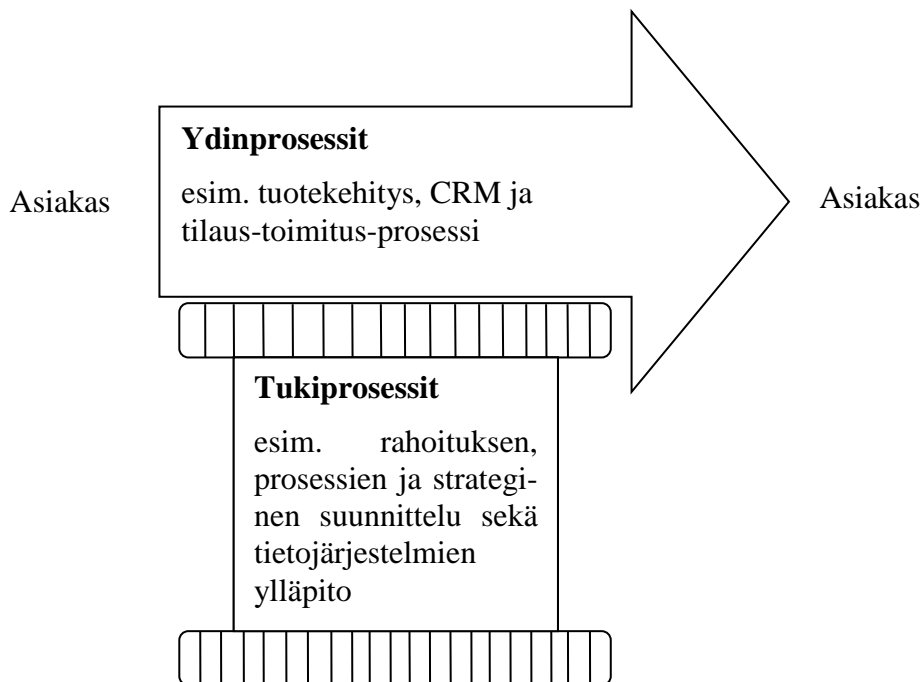 Ydinprosessit
esim. tuotekehitys, CRM ja
tilaus-toimitus-prosessi
Asiakas
Asiakas
Tukiprosessit
esim. rahoituksen,
prosessien ja strategi-
nen suunnittelu sekä
tietojärjestelmien
ylläpito